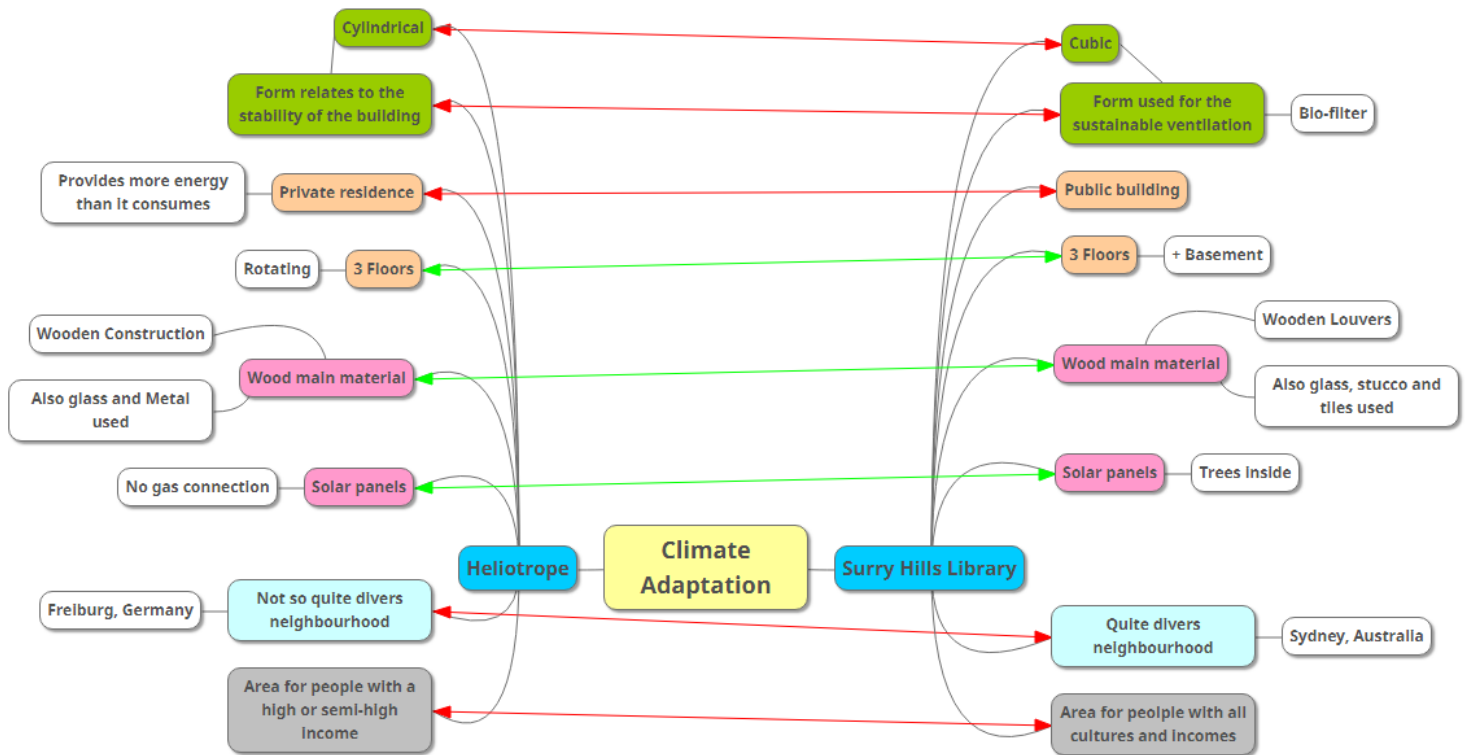 Cylindrical
Form relates to the
stability of the building
Provides more energy
than it consumes
Private residence
Rotating
3 Floors
Wooden Construction
Wood main material
Also glass and Metal
used
No gas connection
Solar panels
Heliotrope
Climate
Adaptation
Surry Hills Library
Freiburg, Germany
Not so quite divers
neighbourhood
Area for people with a
high or semi-high
income
Cubic
Form used for the
sustainable ventilation
Bio-filter
Public building
3 Floors
+ Basement
Wooden Louvers
Wood main material
Also glass, stucco and
tiles used
Solar panels
Trees inside
Quite divers
neighbourhood
Sydney, Australia
Area for peolple with all
cultures and incomes